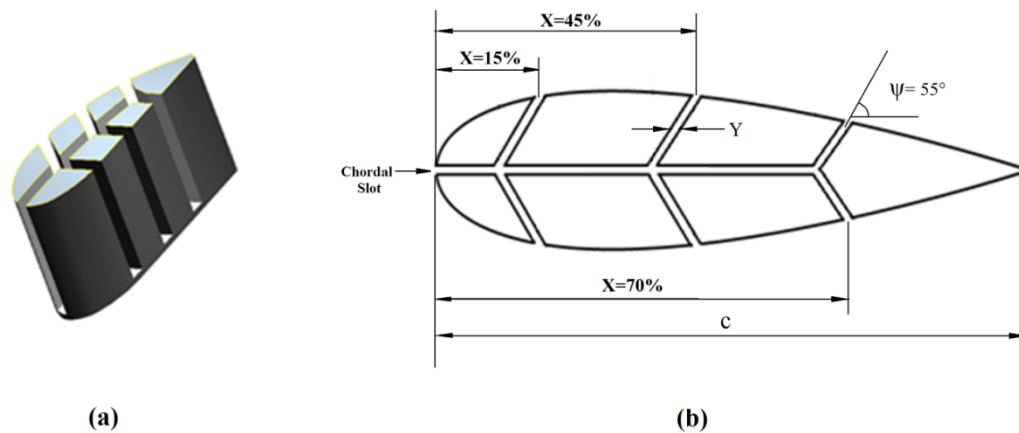 X=45%
X=15%
ψ= 55°
Y
Chordal
Slot
X=70%
c
(a)
(b)